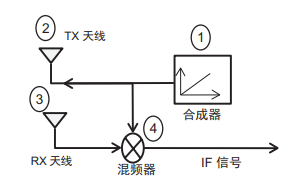 ② TX 天线
①
合成器
③
④
RX 天线
混频器
IF 信号